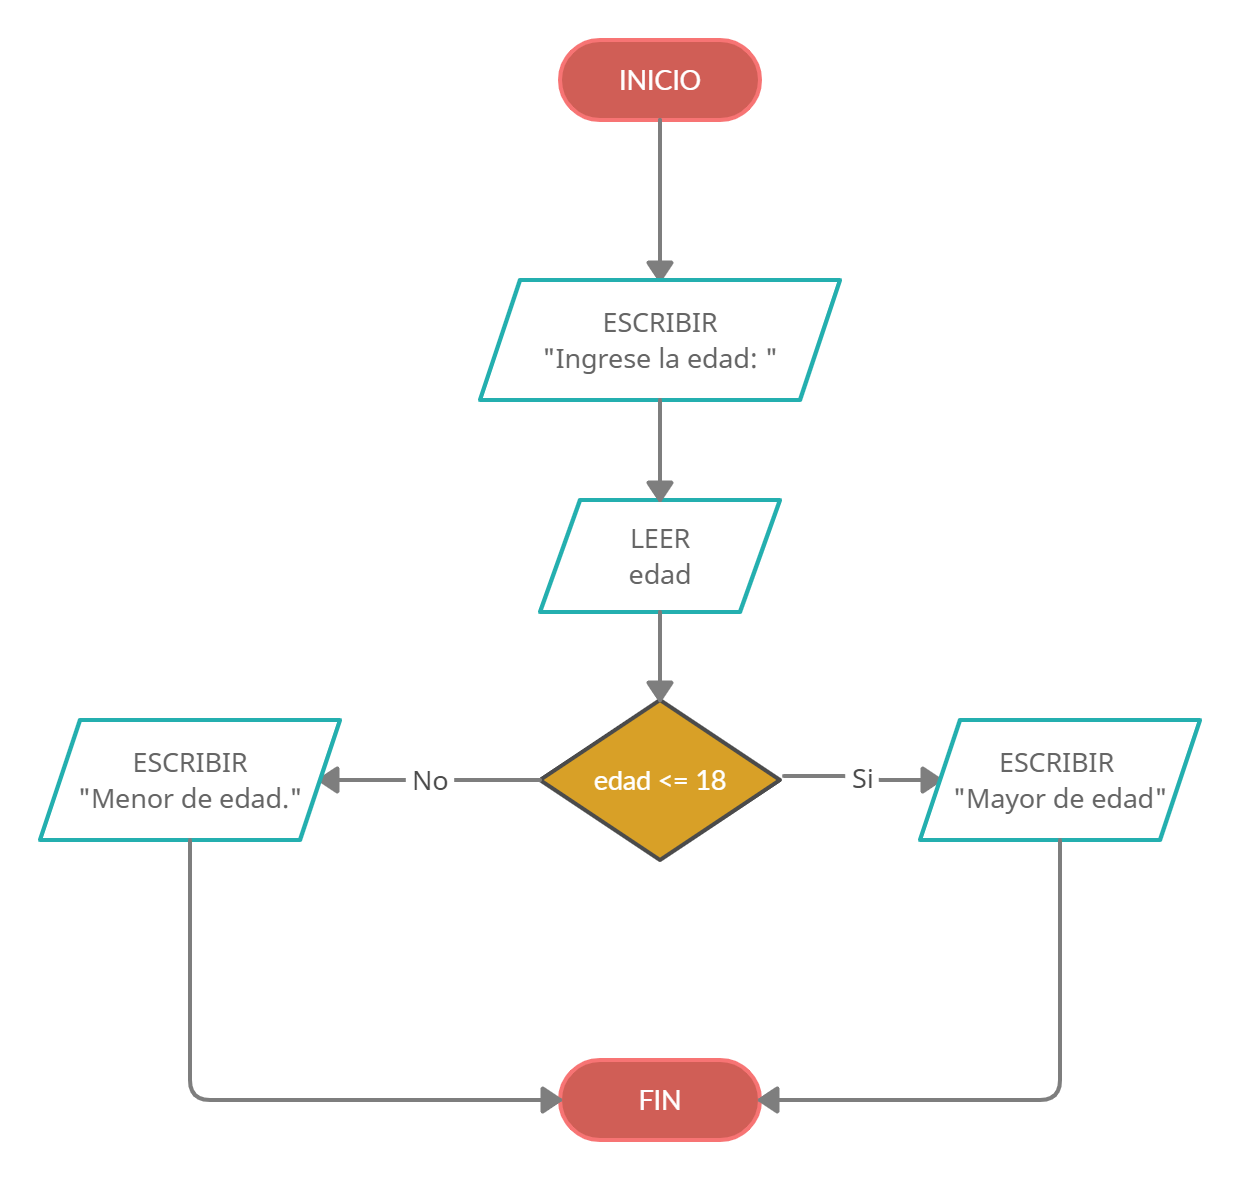 INICIO
ESCRIBIR
"Ingrese la edad: "
LEER
edad
ESCRIBIR
"Menor de edad."
No
edad <= 18
Si
ESCRIBIR
"Mayor de edad"
FIN